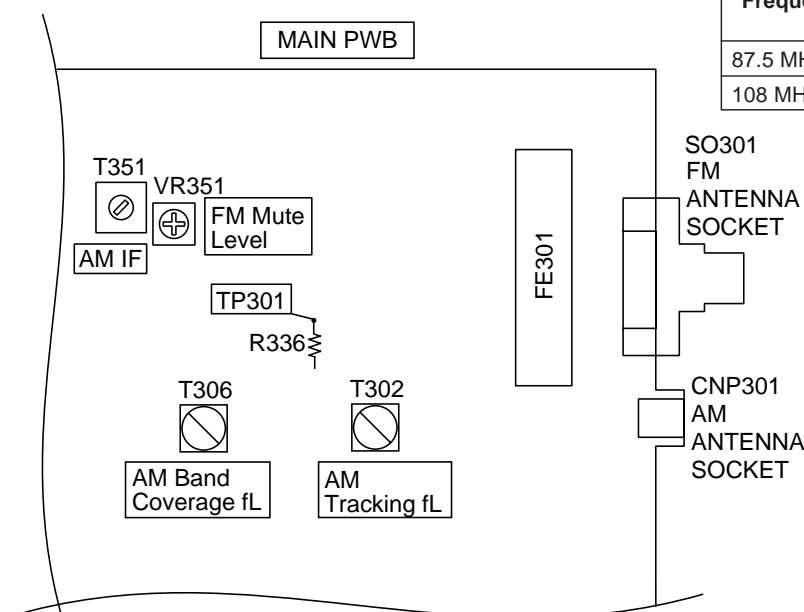 Frequ
87.5 MH
108 MH
MAIN PWB
SO301
FM
ANTENNA
SOCKET
T351
VR351
FM Mute
Level
AM IF
FE301
TP301
R336
T306
T302
CNP301
AM
ANTENNA
SOCKET
AM Band
Coverage fL
AM
Tracking fL